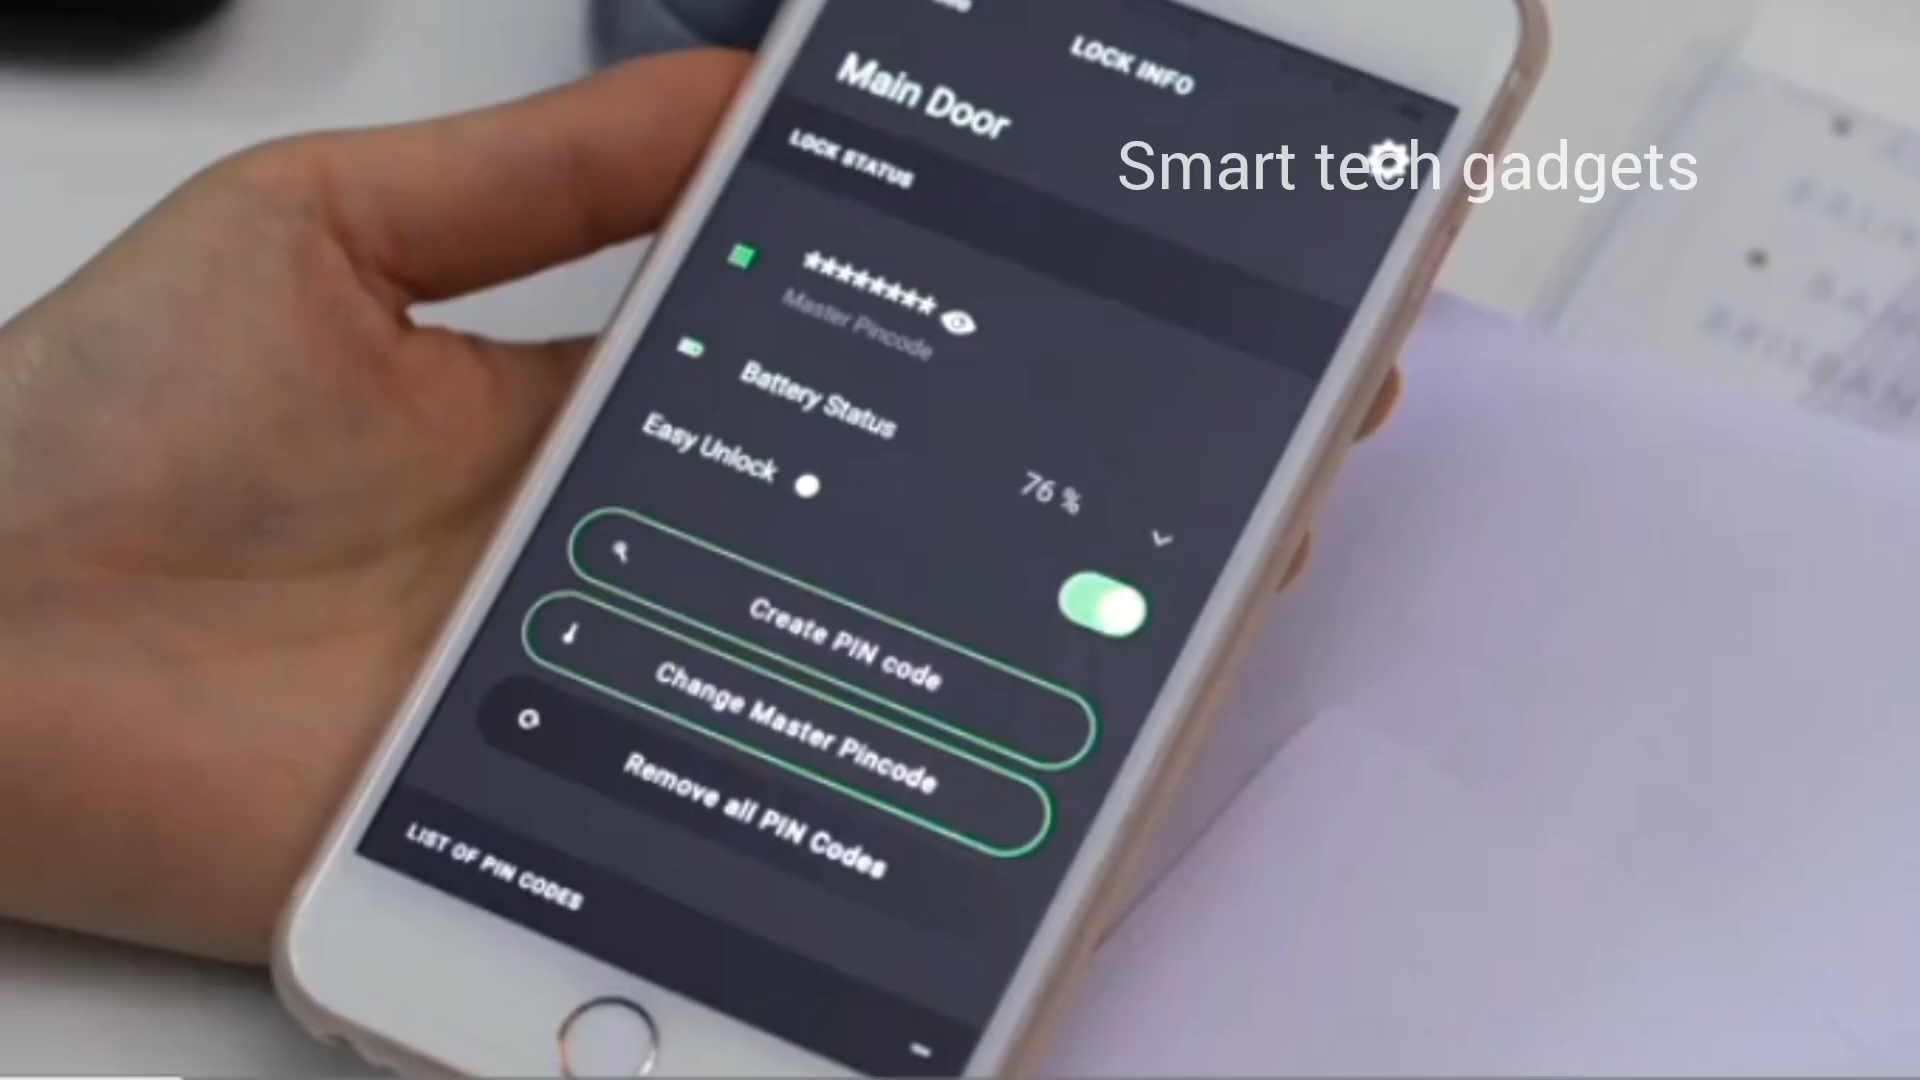 LOCK INFO
Main Door
Smart tech gadgets
LOCK STATUS
********
Master Pincode
Battery Status
76 %
Easy Unlock
Create PIN code
Change Master Pincode
Remove all PIN Codes
LIST OF PIN CODES